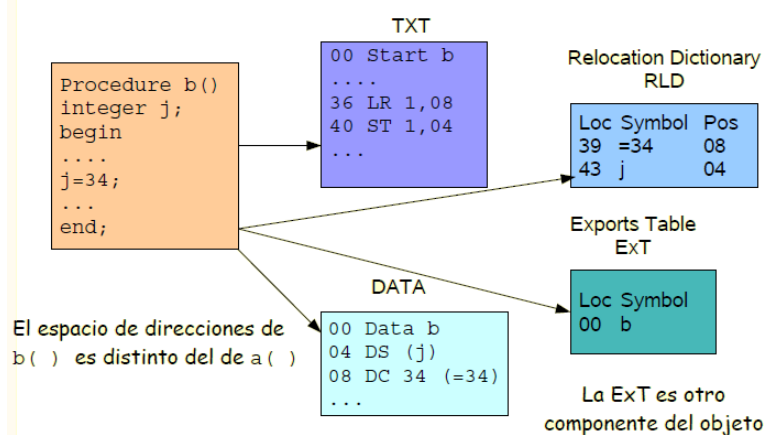 TXT
00 Start b
....
36 LR 1,08
40 ST 1,04
...
Procedure b()
integer j;
begin
....
j=34;
...
end;
Relocation Dictionary
RLD
Loc Symbol Pos
39 =34 08
43 j 04
Exports Table
ExT
Loc Symbol
00 b
DATA
00 Data b
04 DS (j)
08 DC 34 (=34)
...
El espacio de direcciones de
b( ) es distinto del de a( )
La ExT es otro
componente del objeto